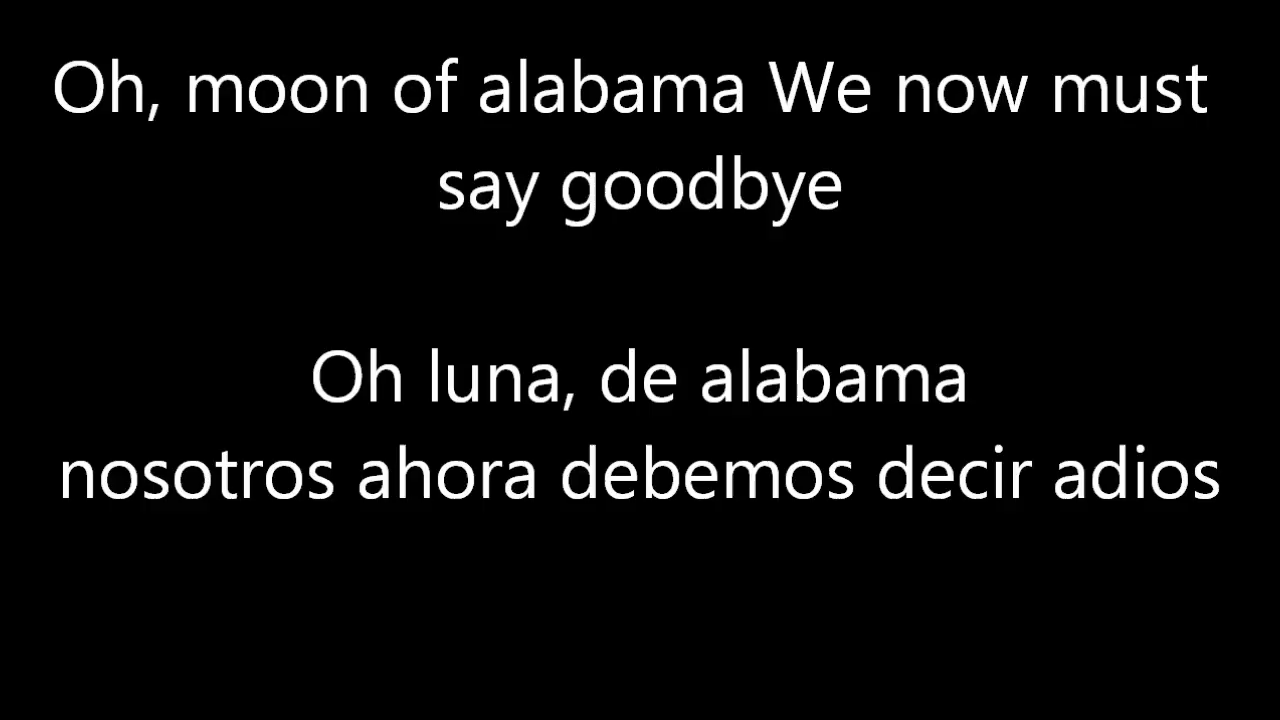 Oh, moon of alabama We now must
say goodbye
Oh luna, de alabama
nosotros ahora debemos decir adios